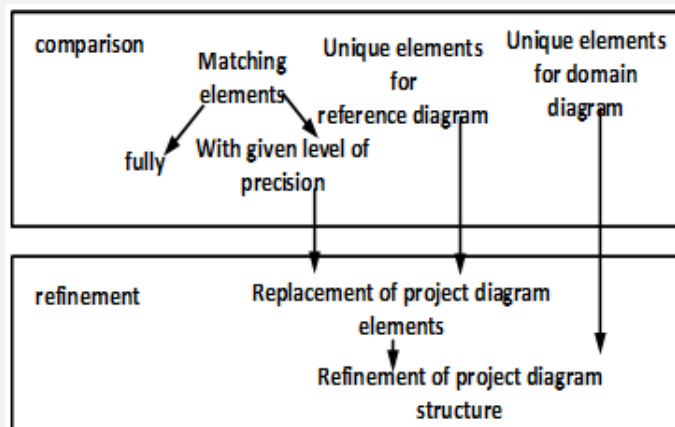 comparison
Matching
elements
Unique elements
for
reference diagram
Unique elements
for domain
diagram
fully
With given level of
precision
refinement
Replacement of project diagram
elements
Refinement of project diagram
structure